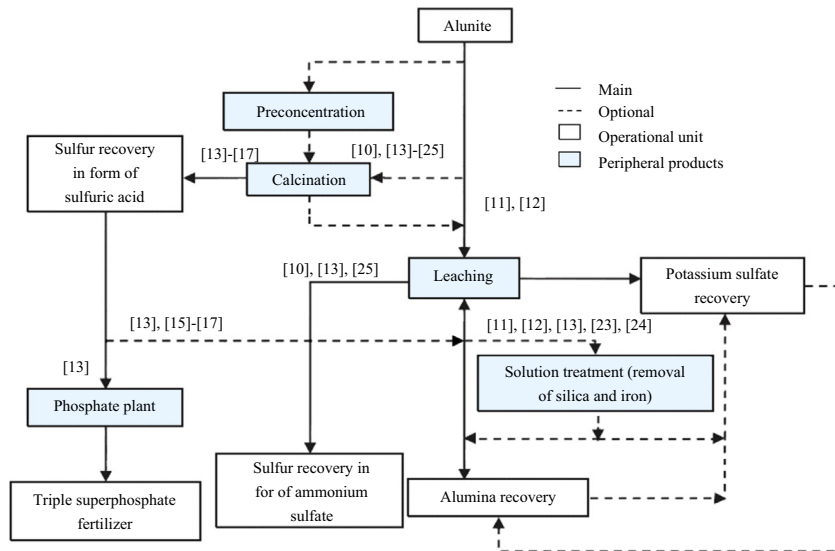 Alunite
Main
Optional
Operational unit
Peripheral products
Preconcentration
[13]-[17]
[10], [13]-[25]
Sulfur recovery
in form of
sulfuric acid
Calcination
[11], [12]
[10], [13], [25]
Leaching
Potassium sulfate
recovery
[13], [15]-[17]
[11], [12], [13], [23], [24]
[13]
Solution treatment (removal
of silica and iron)
Phosphate plant
Sulfur recovery in
for of ammonium
sulfate
Alumina recovery
Triple superphosphate
fertilizer